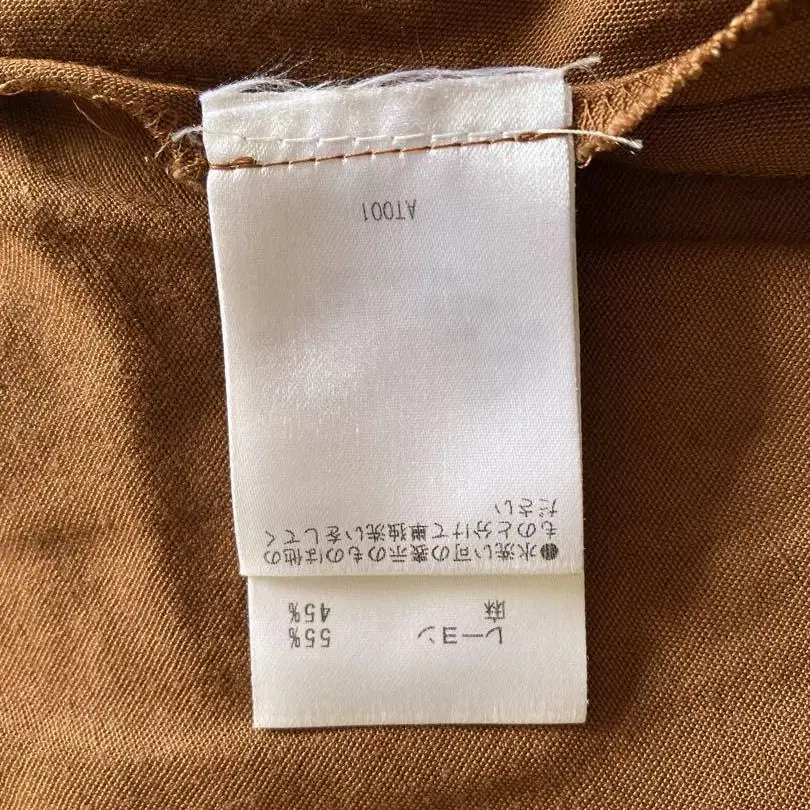 レーヨン 55%
麻 45%
●水洗い可の表示のものは他の
ものと分けて単独洗いをしてく
ださい
AT001